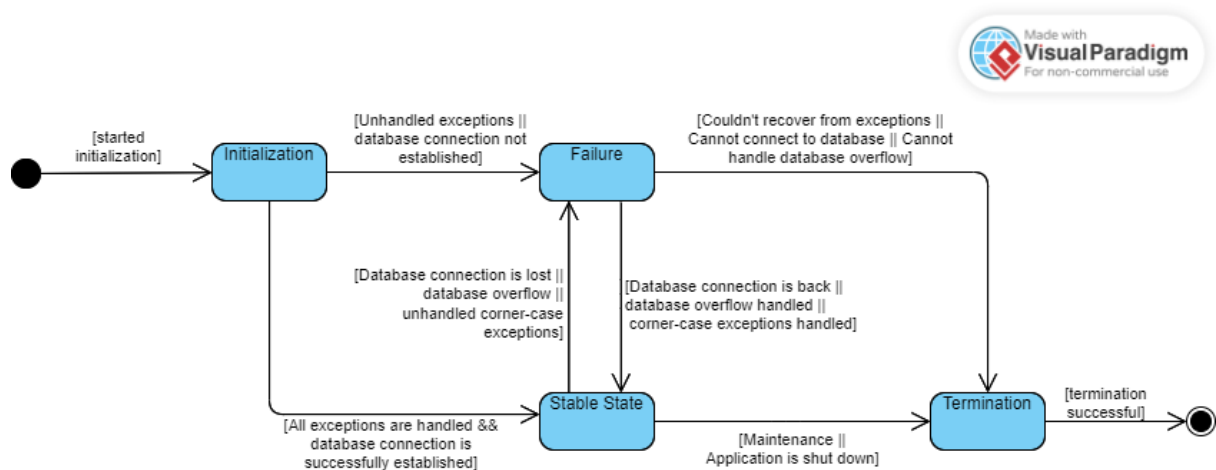 Made with
Visual Paradigm
For non-commercial use
[started
initialization]
Initialization
[Unhandled exceptions ||
database connection not
established]
Failure
[Couldn't recover from exceptions ||
Cannot connect to database || Cannot
handle database overflow]
[Database connection is lost ||
database overflow ||
unhandled corner-case
exceptions]
[Database connection is back ||
database overflow handled ||
corner-case exceptions handled]
[All exceptions are handled &&
database connection is
successfully established]
Stable State
[Maintenance ||
Application is shut down]
Termination
[termination
successful]